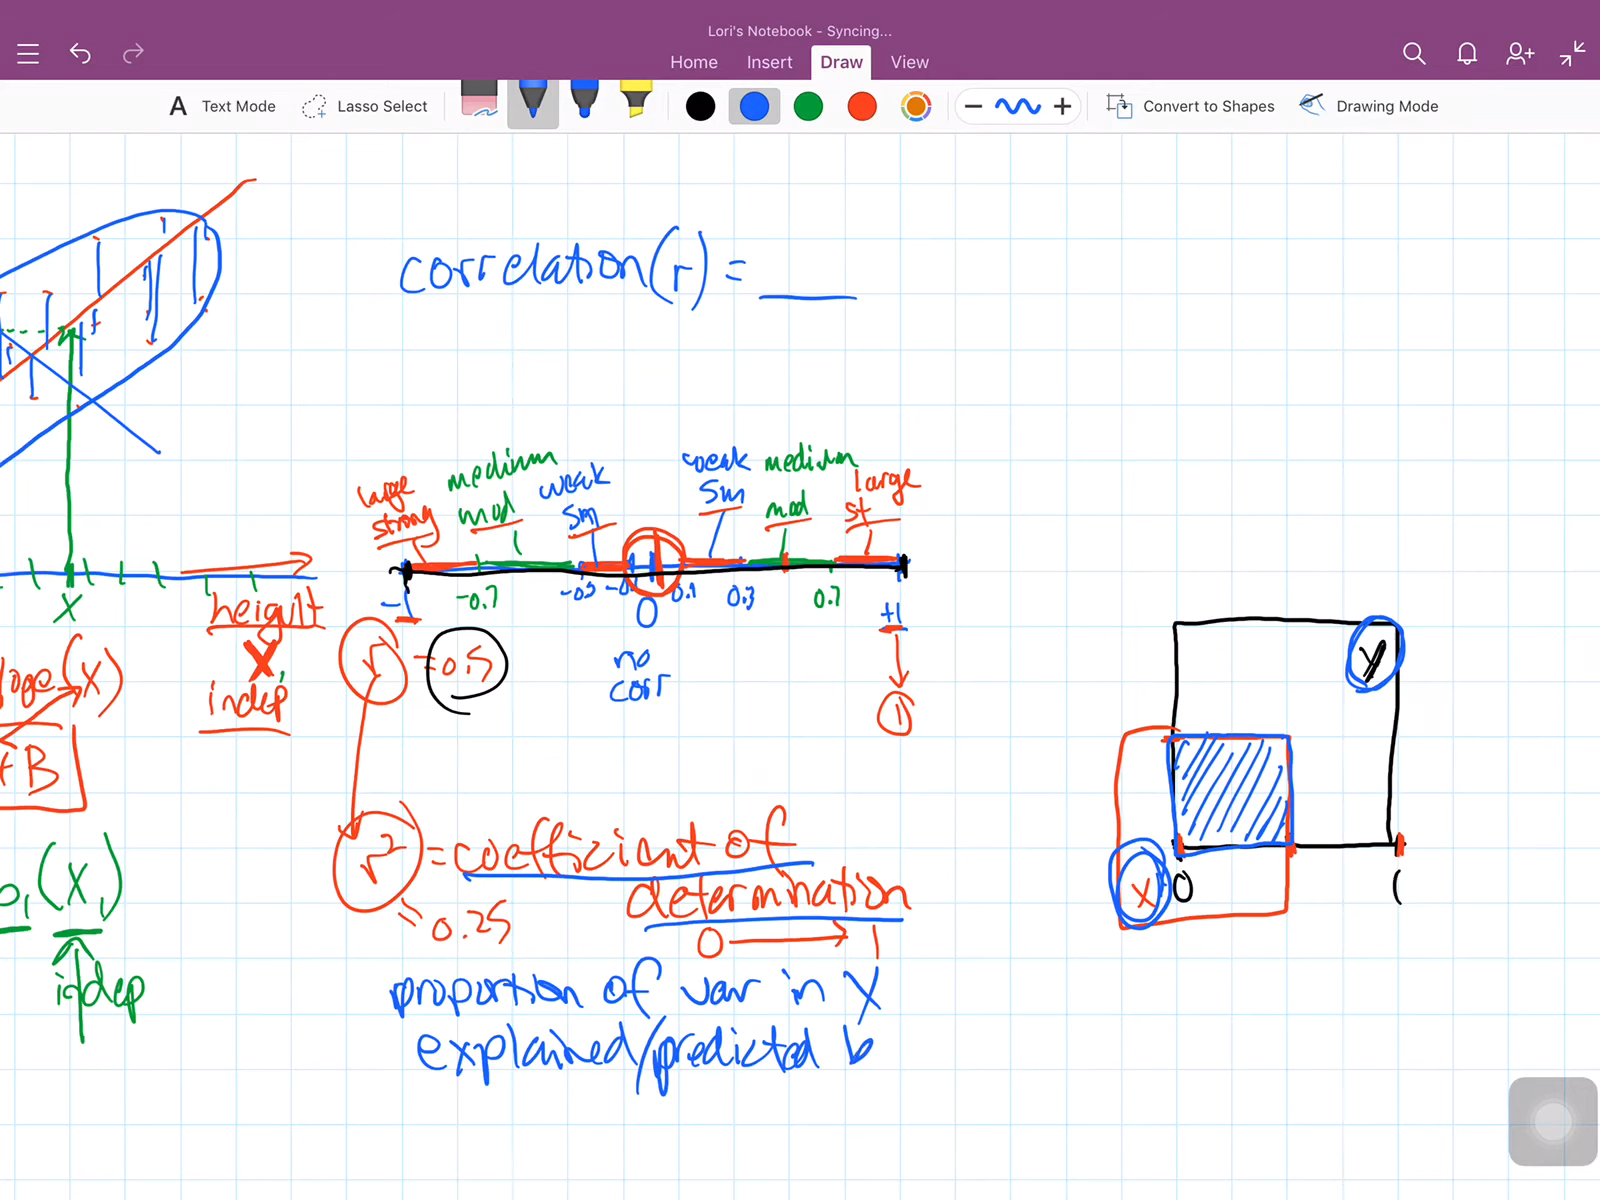 Lori's Notebook - Syncing...
Home Insert Draw View
A Text Mode Lasso Select Convert to Shapes Drawing Mode
correlation (r) = ____
large strong
medium mod
weak sm
weak sm
medium mod
large st
-1 -0.7 0 0.1 0.3 0.7 +1
no corr
1
r = 0.5
r² = coefficient of
determination
= 0.25
0 → 1
proportion of var in Y
explained/predicted b
X
height
X,
indep
(X)
+B
(X₁)
indep
Y
X
0